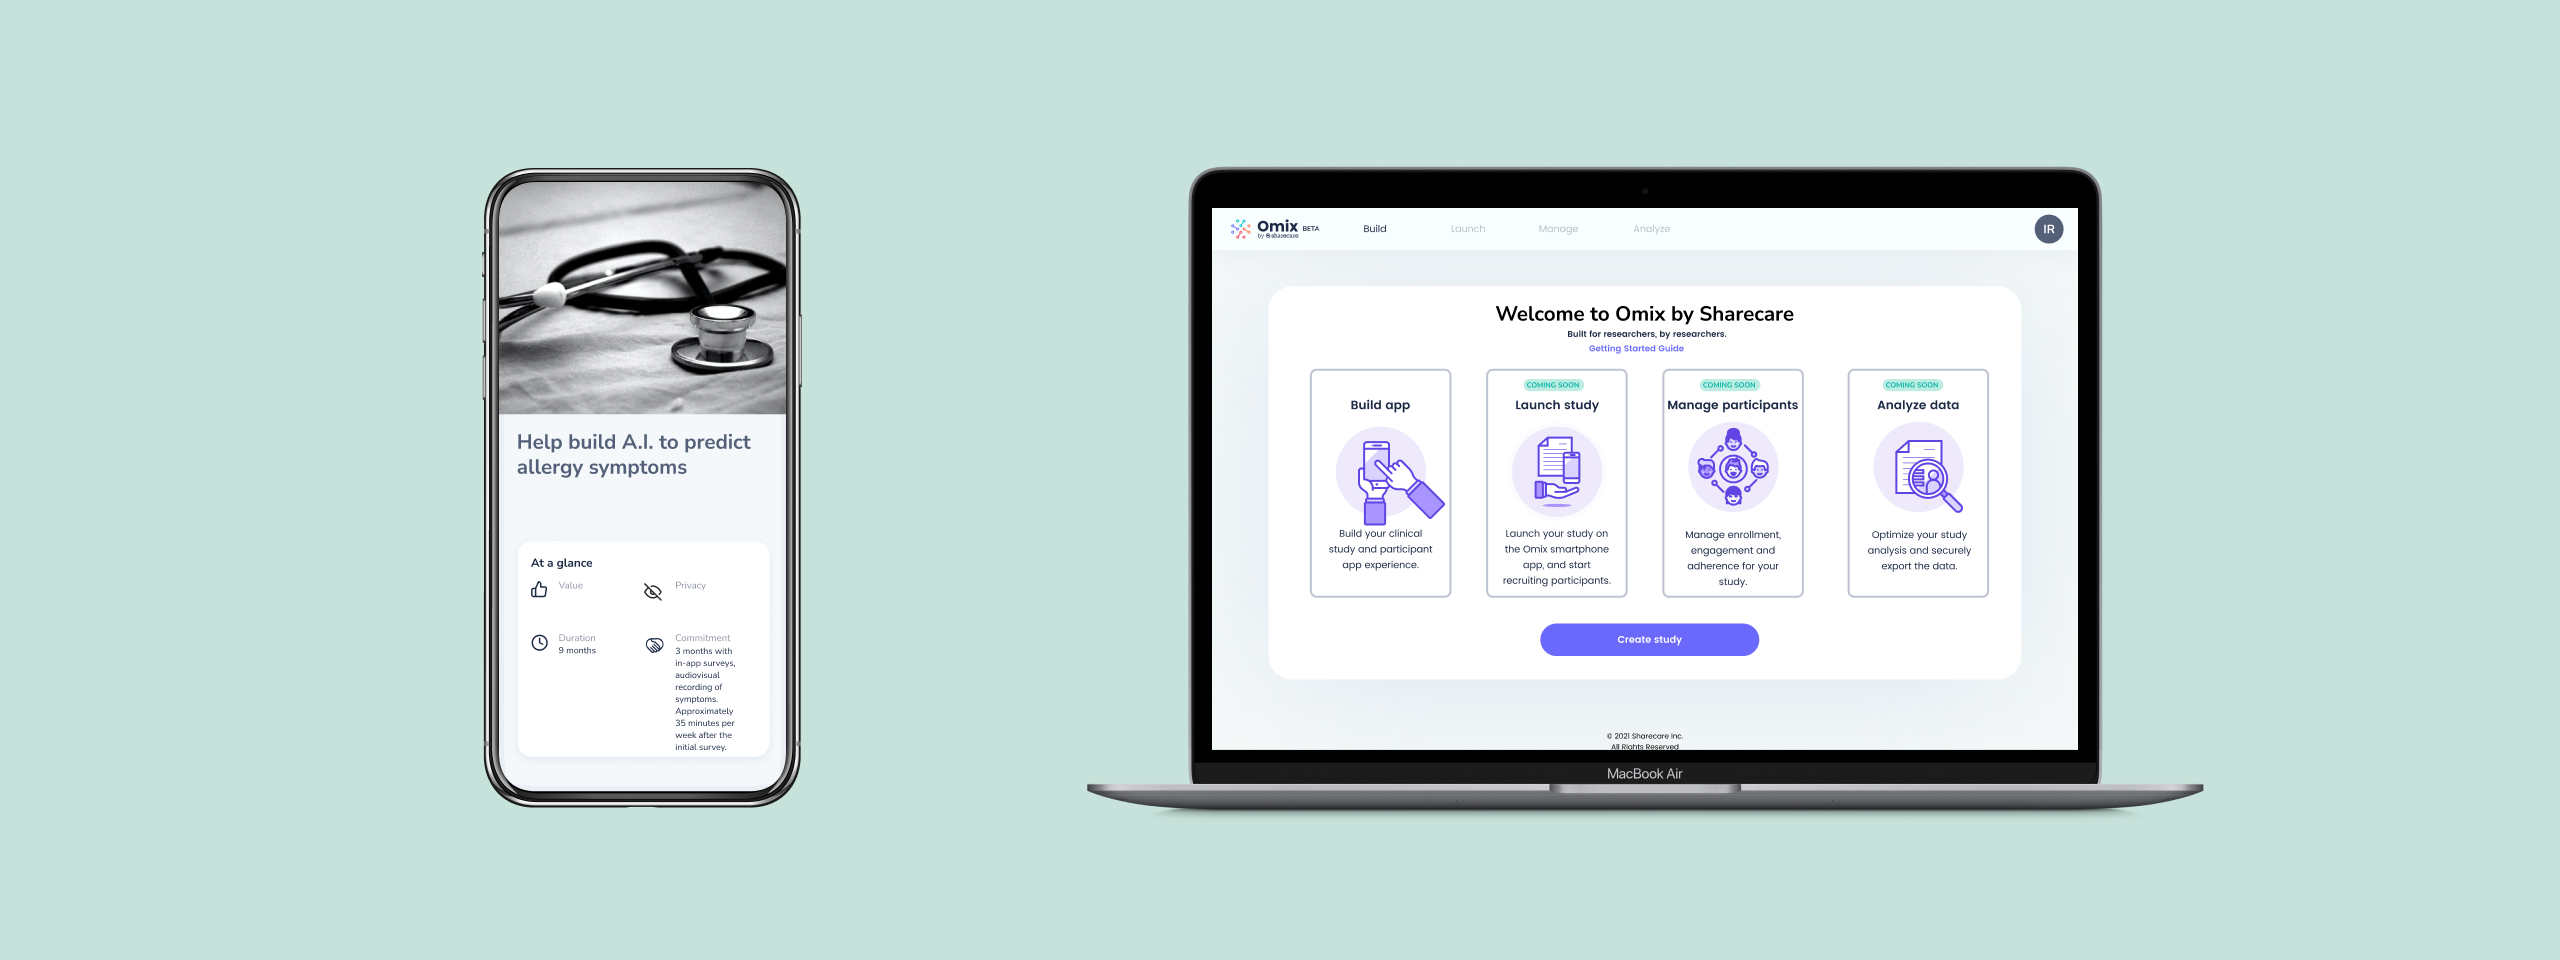 Help build A.I. to predict
allergy symptoms
At a glance
Value
Privacy
Duration
9 months
Commitment
3 months with
in-app surveys,
audiovisual
recording of
symptoms.
Approximately
35 minutes per
week after the
initial survey.
Omix BETA
by sharecare
Build
Launch
Manage
Analyze
IR
Welcome to Omix by Sharecare
Built for researchers, by researchers.
Getting Started Guide
Build app
Build your clinical
study and participant
app experience.
COMING SOON
Launch study
Launch your study on
the Omix smartphone
app, and start
recruiting participants.
COMING SOON
Manage participants
Manage enrollment,
engagement and
adherence for your
study.
COMING SOON
Analyze data
Optimize your study
analysis and securely
export the data.
Create study
© 2021 Sharecare Inc.
All Rights Reserved
MacBook Air